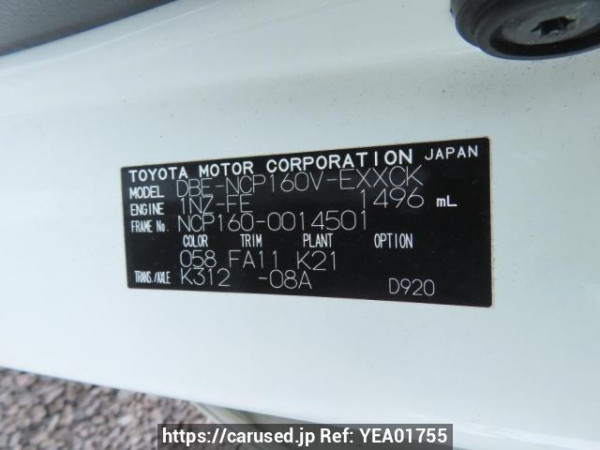 TOYOTA MOTOR CORPORATION JAPAN
MODEL DBE-NCP160V-EXXCK
ENGINE 1NZ-FE 1496 mL
FRAME No. NCP160-0014501
COLOR TRIM PLANT OPTION
058 FA11 K21
TRANS./AXLE K312 -08A
D920
https://carused.jp Ref: YEA01755